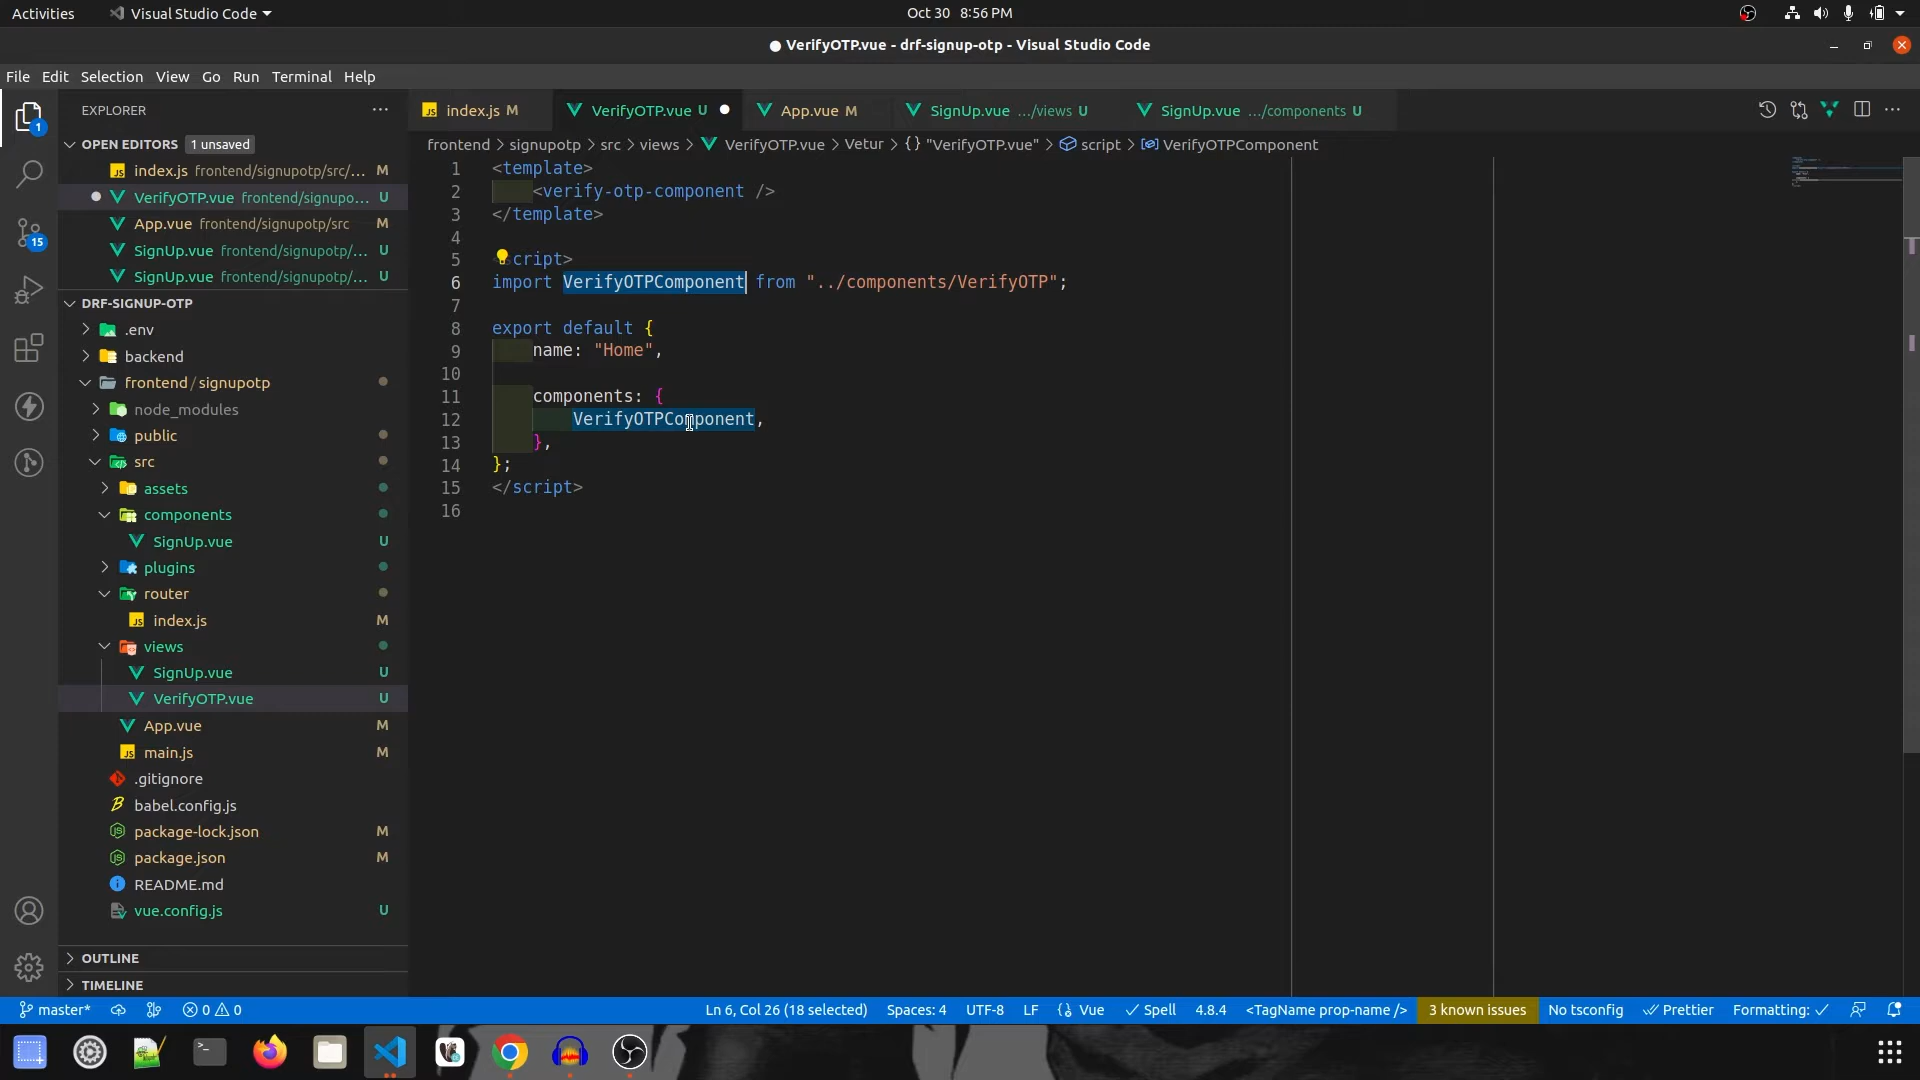 Activities
Visual Studio Code
Oct 30 8:56 PM
VerifyOTP.vue - drf-signup-otp - Visual Studio Code
File Edit Selection View Go Run Terminal Help
EXPLORER
index.js M
VerifyOTP.vue U
App.vue M
SignUp.vue .../views U
SignUp.vue .../components U
OPEN EDITORS 1 unsaved
index.js frontend/signupotp/src/... M
VerifyOTP.vue frontend/signupo... U
App.vue frontend/signupotp/src M
SignUp.vue frontend/signupotp/... U
SignUp.vue frontend/signupotp/... U
DRF-SIGNUP-OTP
.env
backend
frontend / signupotp
node_modules
public
src
assets
components
SignUp.vue U
plugins
router
index.js M
views
SignUp.vue U
VerifyOTP.vue U
App.vue M
main.js M
.gitignore
babel.config.js
package-lock.json M
package.json M
README.md
vue.config.js U
OUTLINE
TIMELINE
1
15
frontend > signupotp > src > views > VerifyOTP.vue > Vetur > {} "VerifyOTP.vue" > script > VerifyOTPComponent
1 <template>
2 <verify-otp-component />
3 </template>
4
5 cript>
6 import VerifyOTPComponent from "../components/VerifyOTP";
7
8 export default {
9 name: "Home",
10
11 components: {
12 VerifyOTPComponent,
13 },
14 };
15 </script>
16
master* 0 0 Ln 6, Col 26 (18 selected) Spaces: 4 UTF-8 LF {} Vue Spell 4.8.4 <TagName prop-name /> 3 known issues No tsconfig Prettier Formatting: